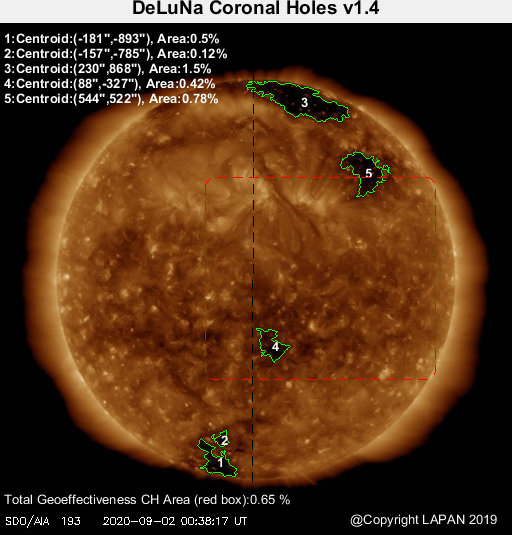 DeLuNa Coronal Holes v1.4
1:Centroid:(-181",-893"), Area:0.5%
2:Centroid:(-157",-785"), Area:0.12%
3:Centroid:(230",868"), Area:1.5%
4:Centroid:(88",-327"), Area:0.42%
5:Centroid:(544",522"), Area:0.78%
3
5
4
2
1
Total Geoeffectiveness CH Area (red box):0.65 %
SDO/AIA 193 2020-09-02 00:38:17 UT
@Copyright LAPAN 2019